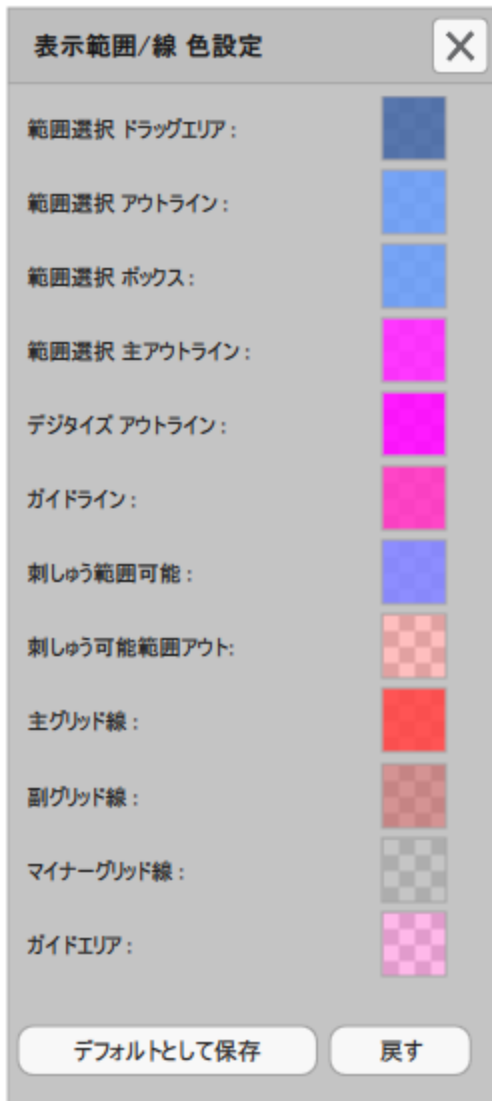 表示範囲/線 色設定
範囲選択 ドラッグエリア :
範囲選択 アウトライン :
範囲選択 ボックス :
範囲選択 主アウトライン :
デジタイズ アウトライン :
ガイドライン :
刺しゅう範囲可能 :
刺しゅう可能範囲アウト:
主グリッド線 :
副グリッド線 :
マイナーグリッド線 :
ガイドエリア :
デフォルトとして保存 戻す